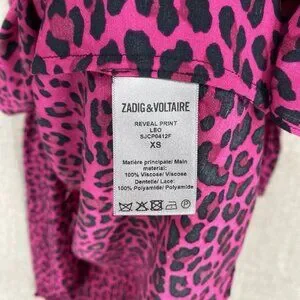 ZADIG & VOLTAIRE
REVEAL PRINT
LEO
SJCP0412F
XS
Matière principale/ Main
material:
100% Viscose/ Viscose
Dentelle/ Lace:
100% Polyamide/ Polyamide